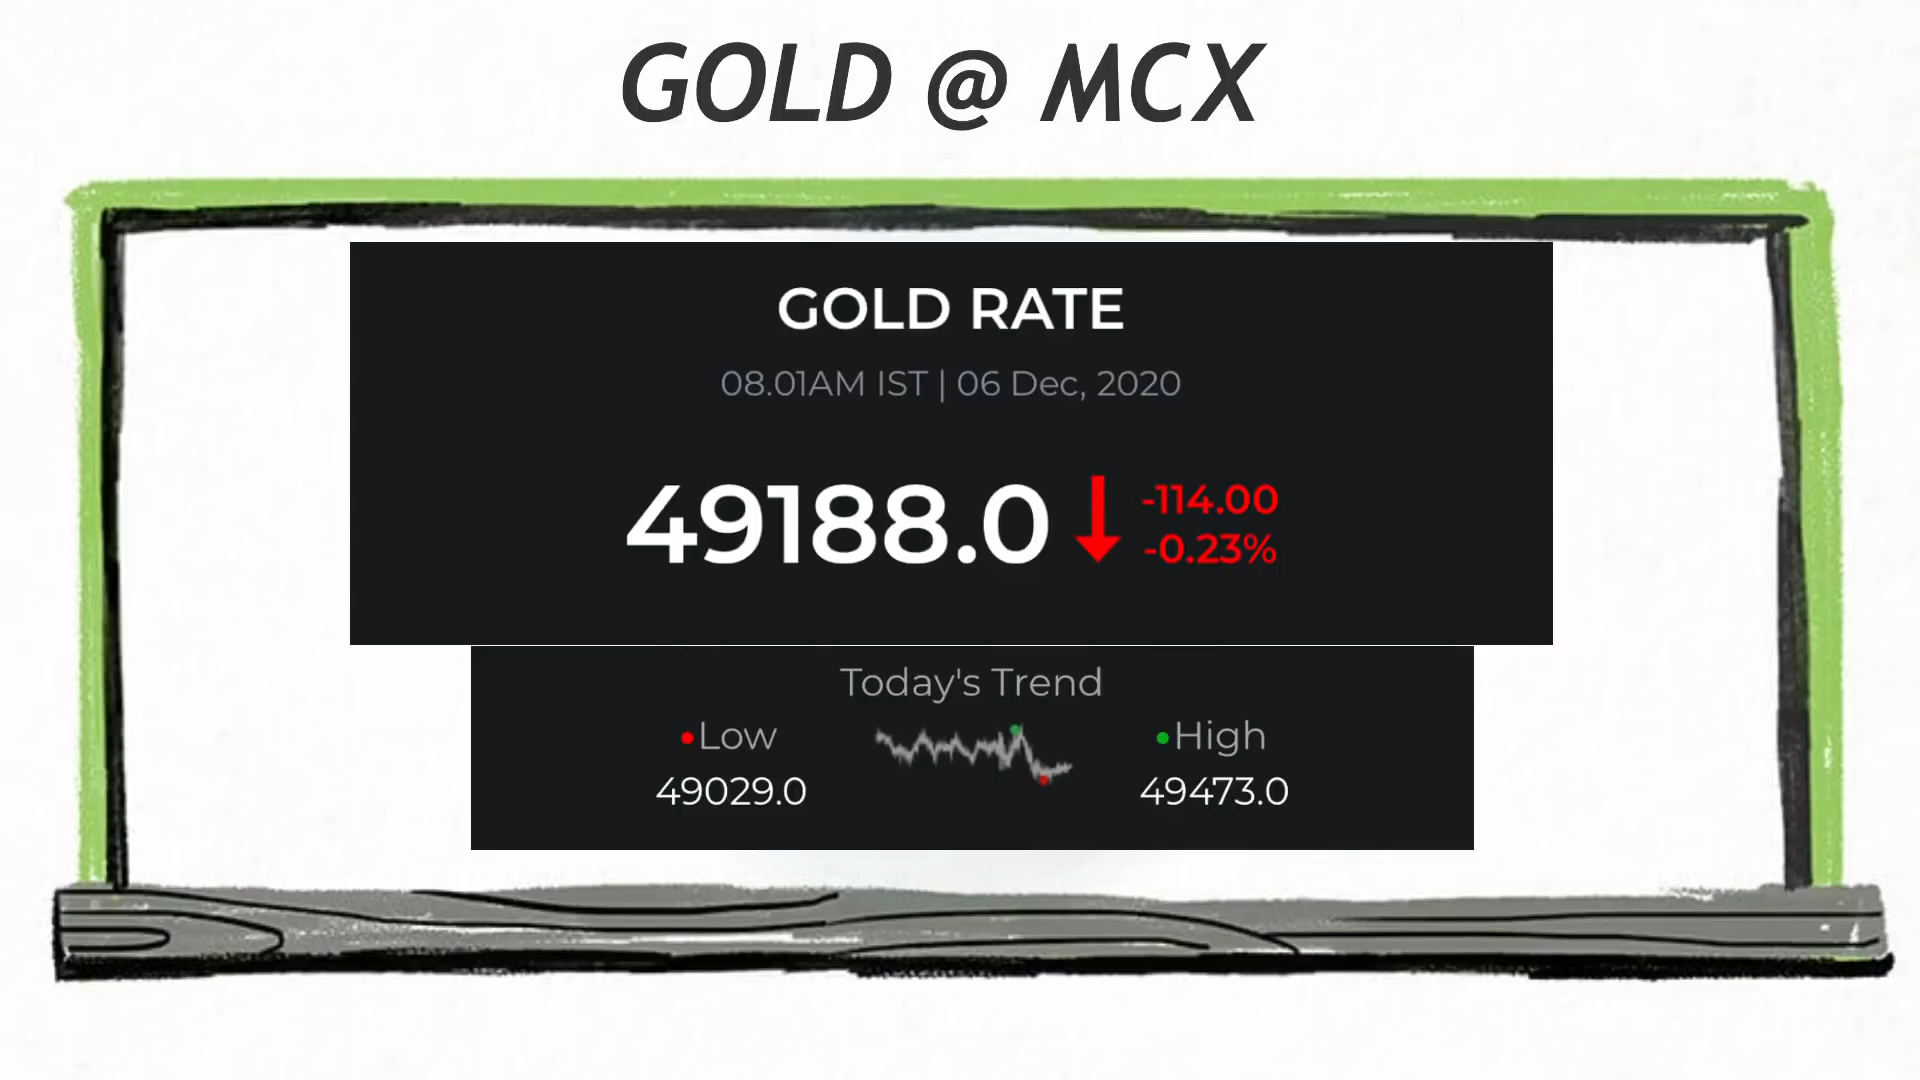 GOLD @ MCX
GOLD RATE
08.01AM IST | 06 Dec, 2020
49188.0
-114.00
-0.23%
Today's Trend
Low
High
49029.0
49473.0